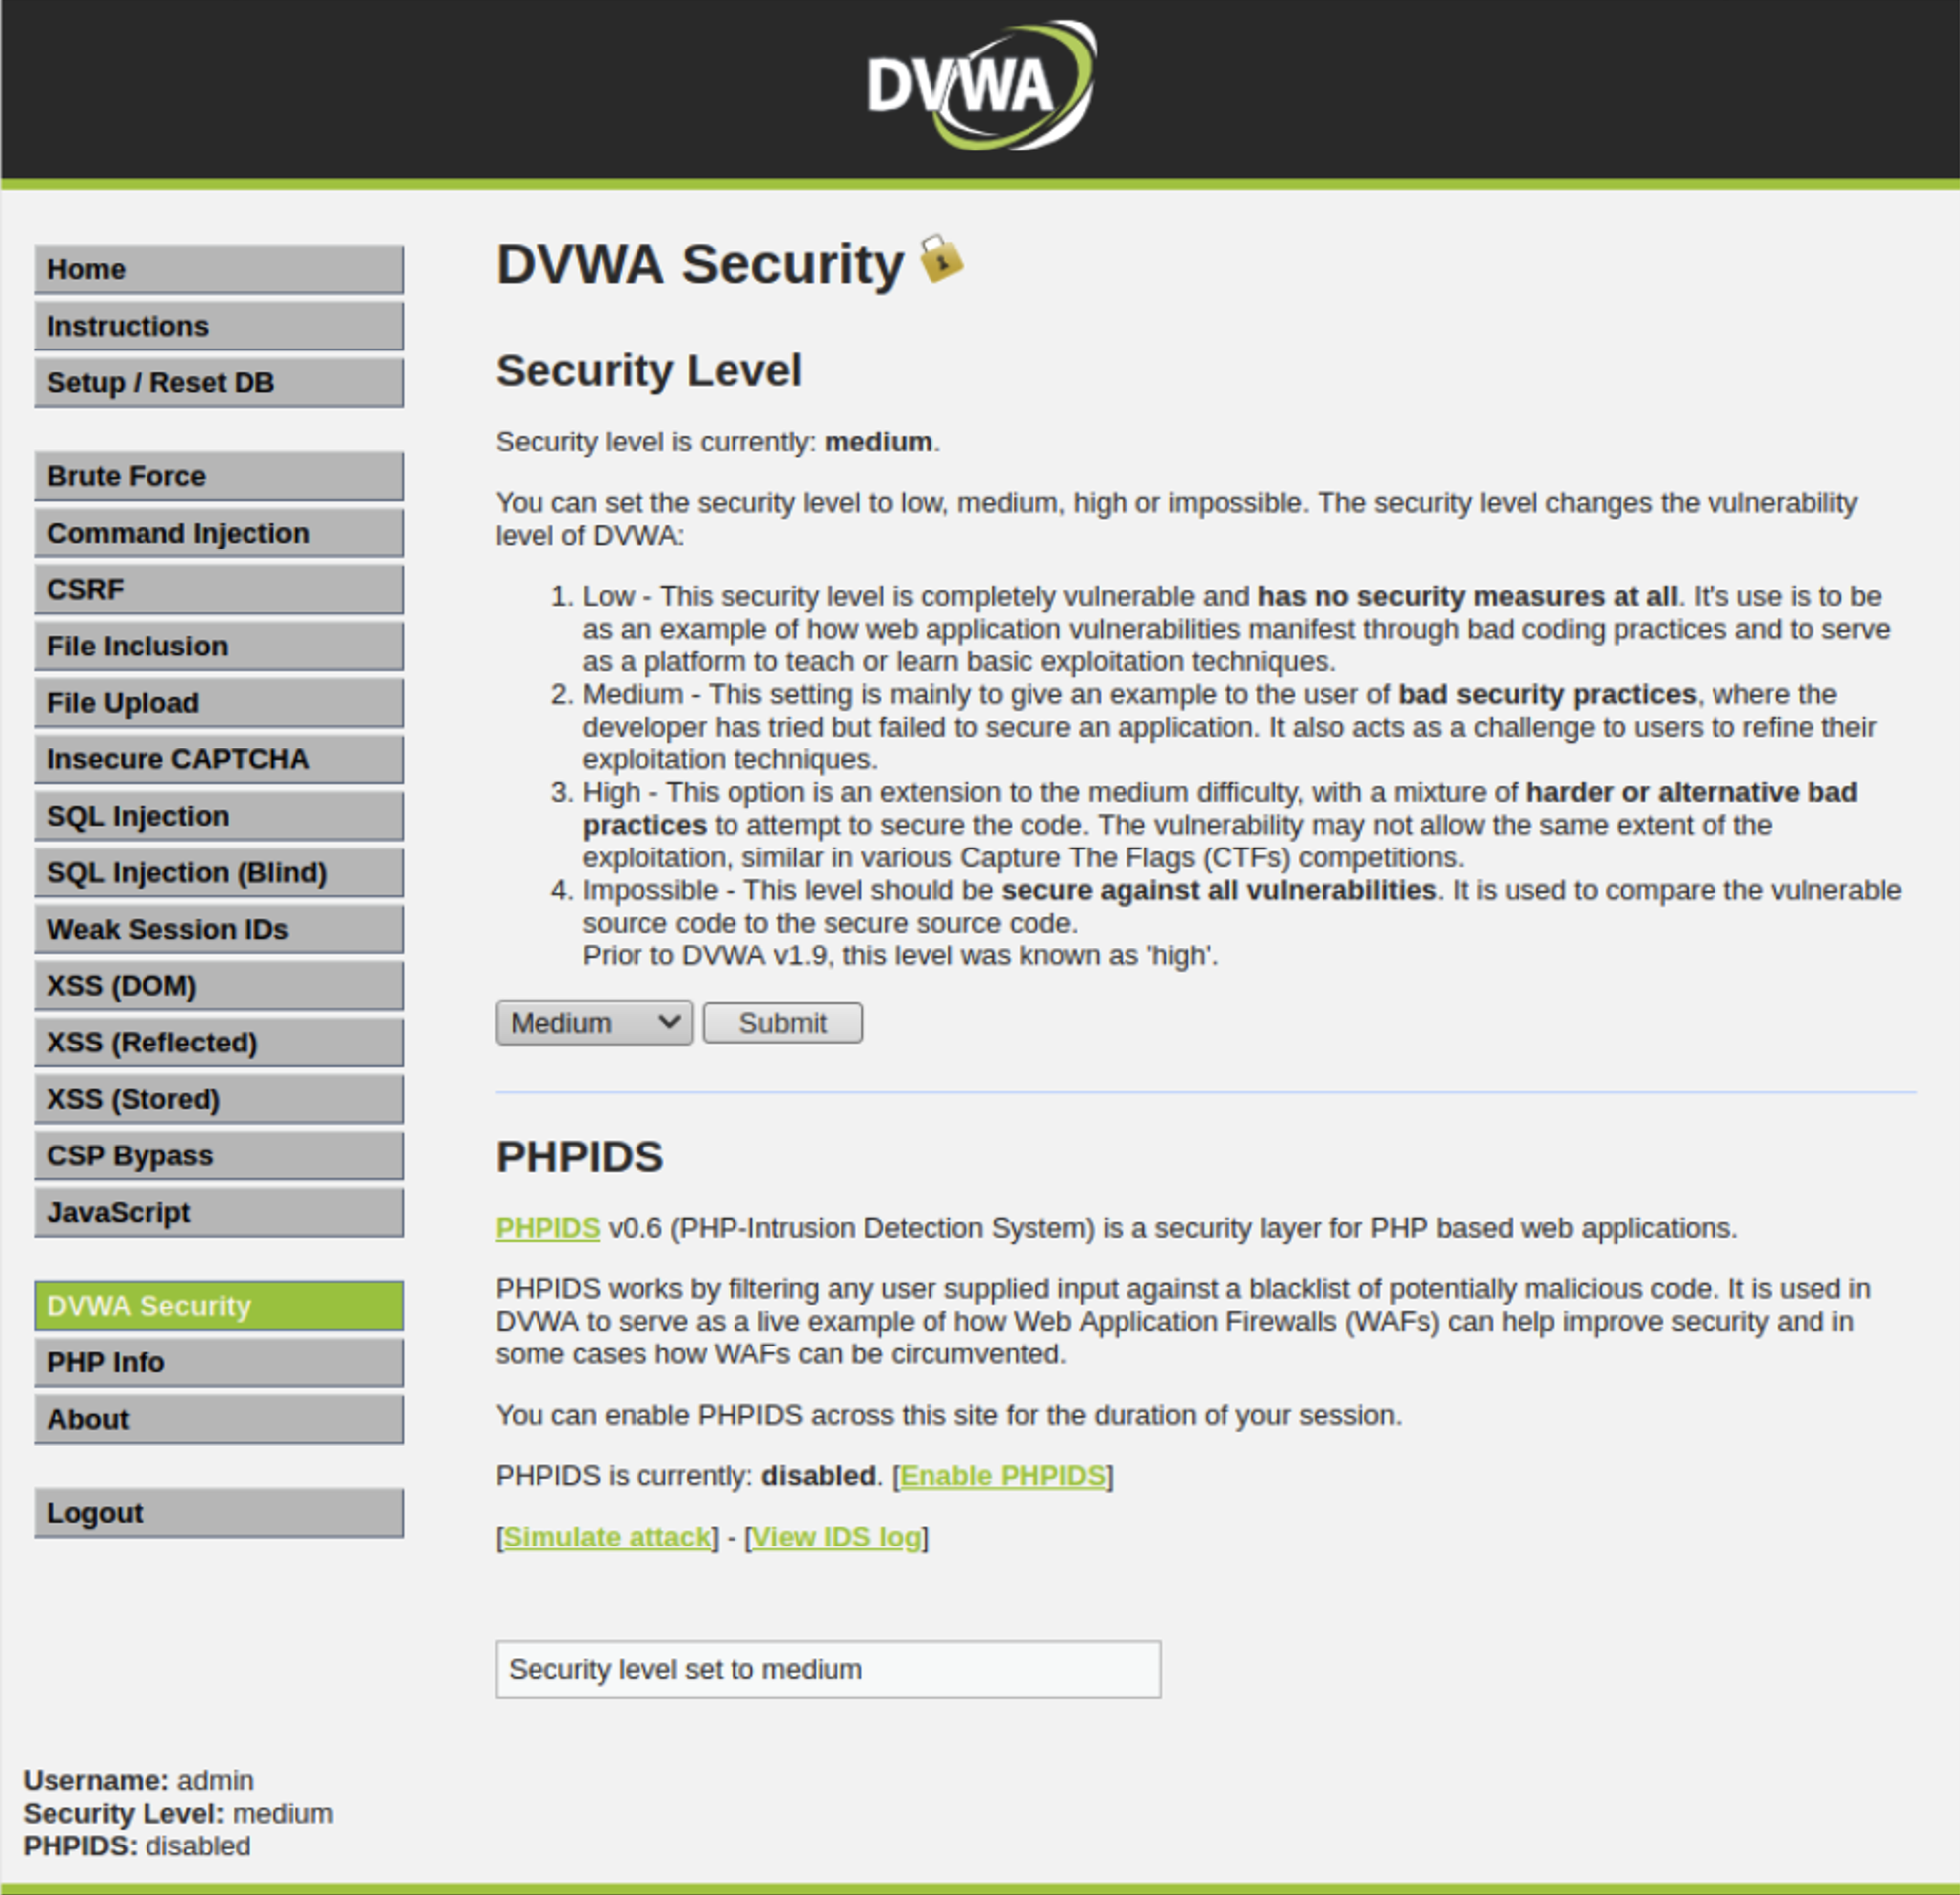 DVWA
Home
Instructions
Setup / Reset DB
Brute Force
Command Injection
CSRF
File Inclusion
File Upload
Insecure CAPTCHA
SQL Injection
SQL Injection (Blind)
Weak Session IDs
XSS (DOM)
XSS (Reflected)
XSS (Stored)
CSP Bypass
JavaScript
DVWA Security
PHP Info
About
Logout
DVWA Security
Security Level
Security level is currently: medium.
You can set the security level to low, medium, high or impossible. The security level changes the vulnerability
level of DVWA:
1. Low - This security level is completely vulnerable and has no security measures at all. It's use is to be
as an example of how web application vulnerabilities manifest through bad coding practices and to serve
as a platform to teach or learn basic exploitation techniques.
2. Medium - This setting is mainly to give an example to the user of bad security practices, where the
developer has tried but failed to secure an application. It also acts as a challenge to users to refine their
exploitation techniques.
3. High - This option is an extension to the medium difficulty, with a mixture of harder or alternative bad
practices to attempt to secure the code. The vulnerability may not allow the same extent of the
exploitation, similar in various Capture The Flags (CTFs) competitions.
4. Impossible - This level should be secure against all vulnerabilities. It is used to compare the vulnerable
source code to the secure source code.
Prior to DVWA v1.9, this level was known as 'high'.
Medium Submit
PHPIDS
PHPIDS v0.6 (PHP-Intrusion Detection System) is a security layer for PHP based web applications.
PHPIDS works by filtering any user supplied input against a blacklist of potentially malicious code. It is used in
DVWA to serve as a live example of how Web Application Firewalls (WAFs) can help improve security and in
some cases how WAFs can be circumvented.
You can enable PHPIDS across this site for the duration of your session.
PHPIDS is currently: disabled. [Enable PHPIDS]
[Simulate attack] - [View IDS log]
Security level set to medium
Username: admin
Security Level: medium
PHPIDS: disabled